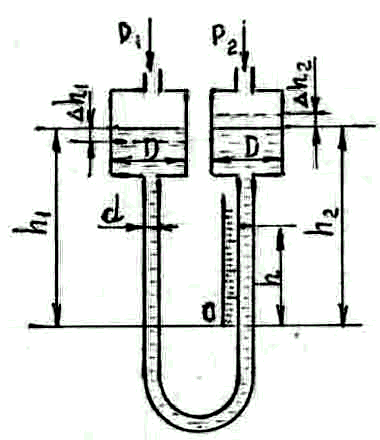 P₁ P₂
Δh₁ Δh₂
D D
h₁ d h h₂
0